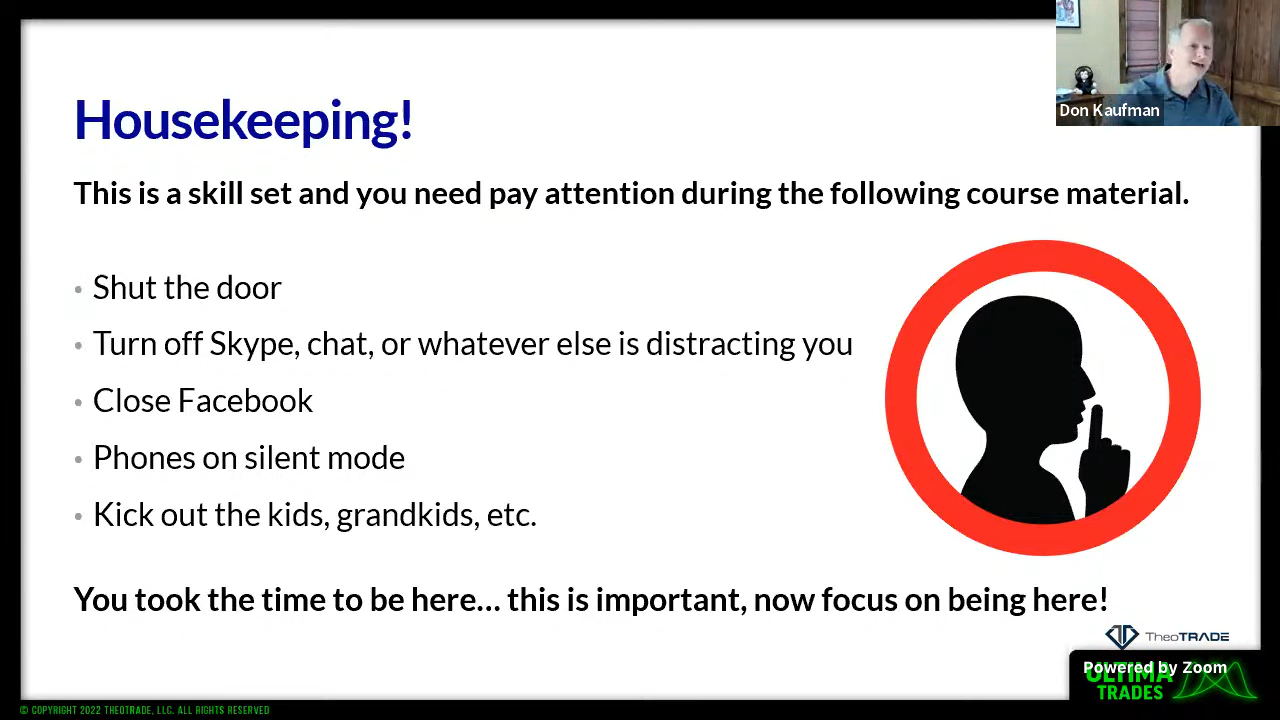 Don Kaufman
Housekeeping!
This is a skill set and you need pay attention during the following course material.
• Shut the door
• Turn off Skype, chat, or whatever else is distracting you
• Close Facebook
• Phones on silent mode
• Kick out the kids, grandkids, etc.
You took the time to be here... this is important, now focus on being here!
TheoTRADE
Powered by Zoom
ULTIMA
TRADES
© COPYRIGHT 2022 THEOTRADE, LLC. ALL RIGHTS RESERVED